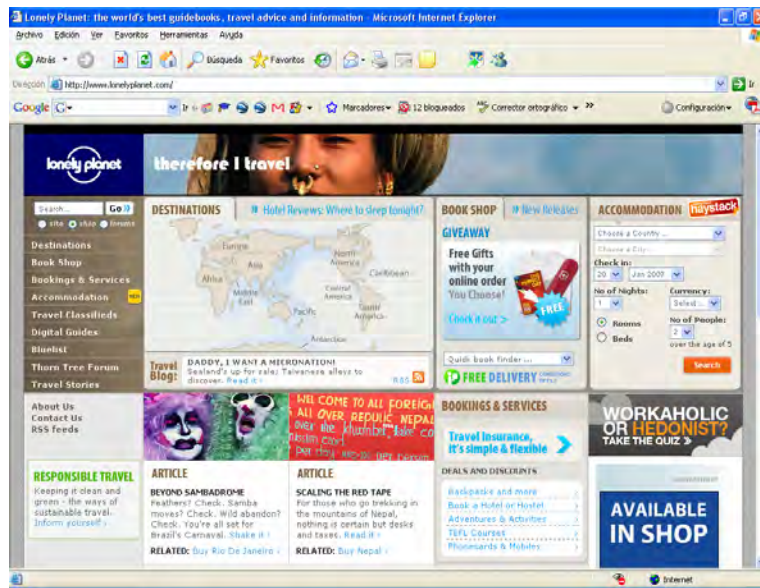 Lonely Planet: the world's best guidebooks, travel advice and information - Microsoft Internet Explorer
Archivo Edición Ver Favoritos Herramientas Ayuda
Atrás Búsqueda Favoritos
Dirección http://www.lonelyplanet.com/ Ir
Google G Ir Marcadores 12 bloqueados Corrector ortográfico » Configuración
lonely planet therefore I travel
Search... Go »
site shop forums
Destinations
Book Shop
Bookings & Services
Accommodation
Travel Classifieds
Digital Guides
Bluelist
Thorn Tree Forum
Travel Stories
DESTINATIONS » Hotel Reviews: Where to sleep tonight?
Europe
Asia
North America
Africa
Caribbean
Middle East
Central America
Pacific
South America
Antarctica
Travel Blog:
DADDY, I WANT A MICRONATION!
Sealand's up for sale; Taiwanese alleys to
discover. Read it ›
RSS
BOOK SHOP » New Releases
GIVEAWAY
Free Gifts
with your
online order
You Choose!
Check it out >
FREE
Quick book finder ...
FREE DELIVERY
ACCOMMODATION haystack
Choose a Country ...
Choose a City...
Check in:
20 Jan 2007
No of Nights: Currency:
1 Select ...
Rooms No of People:
2
Beds over the age of 5
Search
About Us
Contact Us
RSS feeds
RESPONSIBLE TRAVEL
Keeping it clean and
green - the ways of
sustainable travel.
Inform yourself ›
WELCOME TO ALL FOREIGN
ALL OVER REPULIC NEPAL
over the khumbet, take
per day
ARTICLE
BEYOND SAMBADROME
Feathers? Check. Samba
moves? Check. Wild abandon?
Check. You're all set for
Brazil's Carnaval. Shake it ›
RELATED: Buy Rio De Janeiro ›
ARTICLE
SCALING THE RED TAPE
For those who go trekking in
the mountains of Nepal,
nothing is certain but desks
and taxes. Read it ›
RELATED: Buy Nepal ›
BOOKINGS & SERVICES
Travel Insurance,
it's simple & flexible
DEALS AND DISCOUNTS
Backpacks and more ›
Book a Hotel or Hostel ›
Adventures & Activities ›
TEFL Courses ›
Phonecards & Mobiles ›
WORKAHOLIC
OR HEDONIST?
TAKE THE QUIZ »
AVAILABLE
IN SHOP
Internet